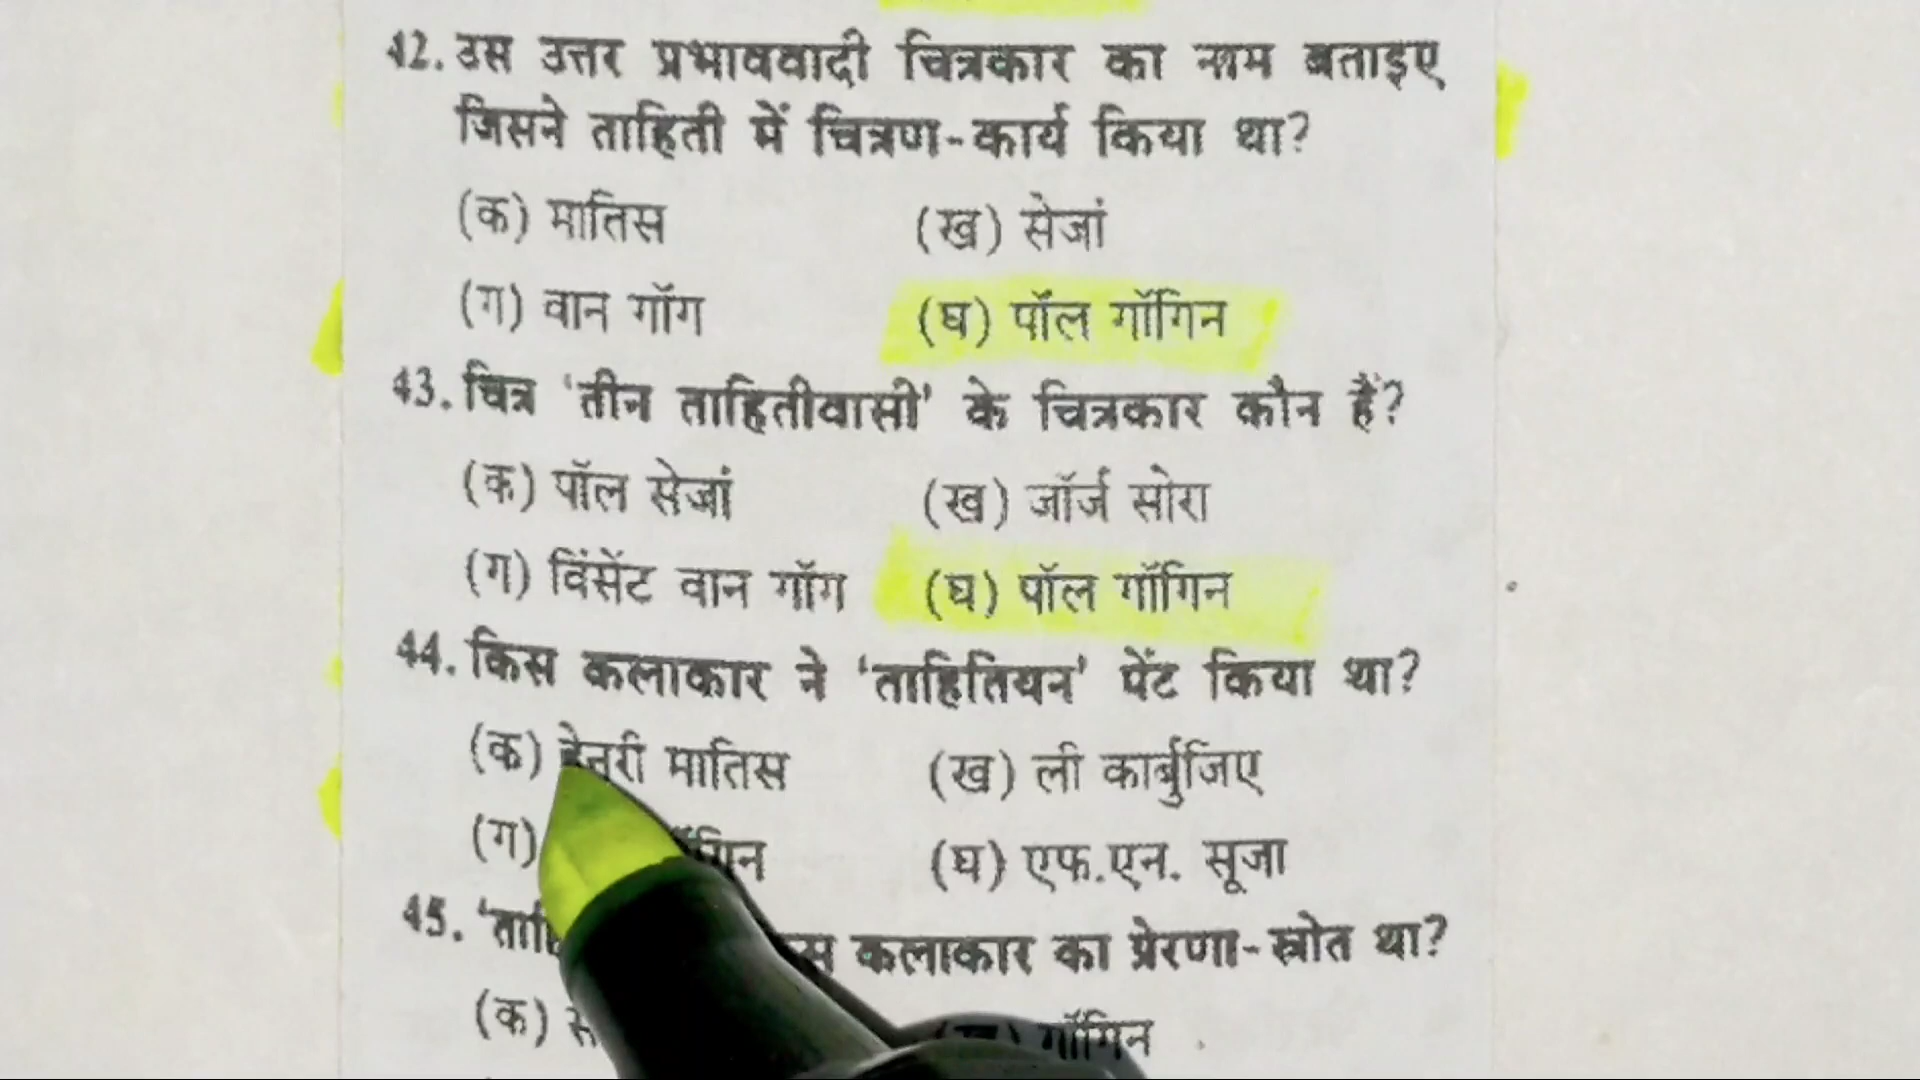 42. उस उत्तर प्रभाववादी चित्रकार का नाम बताइए
जिसने ताहिती में चित्रण-कार्य किया था?
(क) मातिस (ख) सेजां
(ग) वान गॉग (घ) पॉल गॉगिन
43. चित्र 'तीन ताहितीवासी' के चित्रकार कौन हैं?
(क) पॉल सेजां (ख) जॉर्ज सोरा
(ग) विंसेंट वान गॉग (घ) पॉल गॉगिन
44. किस कलाकार ने 'ताहितियन' पेंट किया था?
(क) हेनरी मातिस (ख) ली कार्बुजिए
(ग) (घ) एफ.एन. सूजा
45. कलाकार का प्रेरणा-स्त्रोत था?
(क) गॉगिन